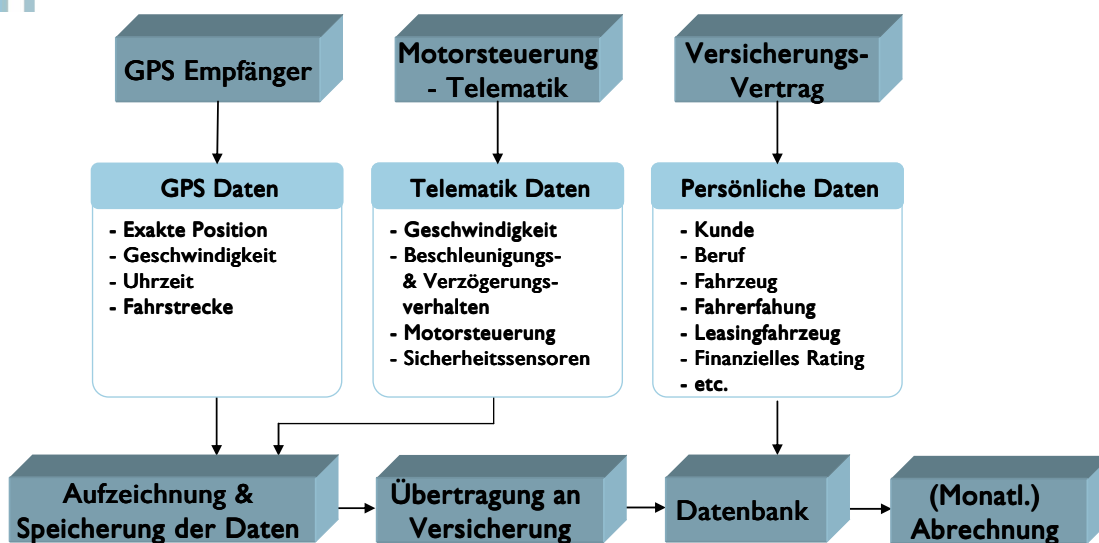 GPS Empfänger
Motorsteuerung
- Telematik
Versicherungs-
Vertrag
GPS Daten
- Exakte Position
- Geschwindigkeit
- Uhrzeit
- Fahrstrecke
Telematik Daten
- Geschwindigkeit
- Beschleunigungs-
& Verzögerungs-
verhalten
- Motorsteuerung
- Sicherheitssensoren
Persönliche Daten
- Kunde
- Beruf
- Fahrzeug
- Fahrerfahung
- Leasingfahrzeug
- Finanzielles Rating
- etc.
Aufzeichnung &
Speicherung der Daten
Übertragung an
Versicherung
Datenbank
(Monatl.)
Abrechnung